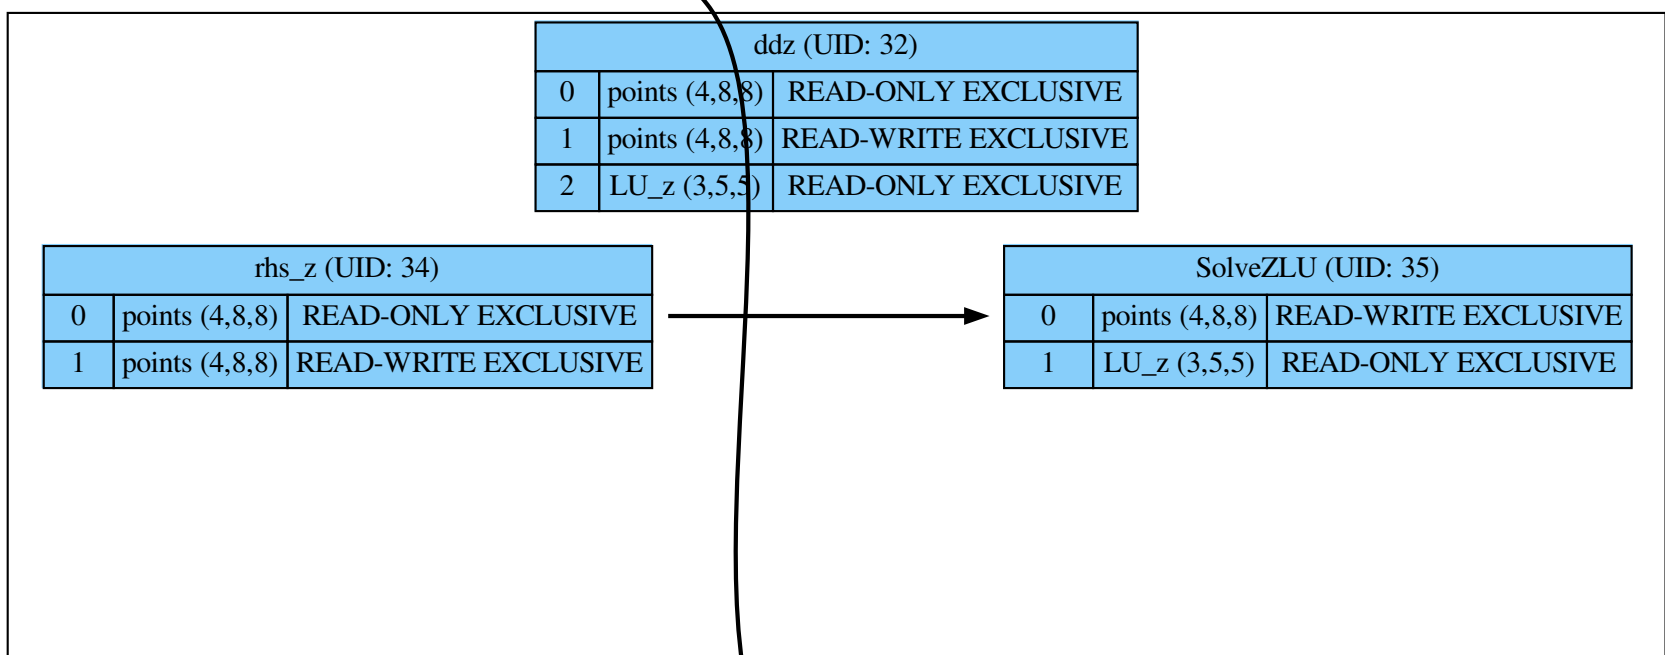 ddz (UID: 32)
0 points (4,8,8) READ-ONLY EXCLUSIVE
1 points (4,8,8) READ-WRITE EXCLUSIVE
2 LU_z (3,5,5) READ-ONLY EXCLUSIVE
rhs_z (UID: 34)
0 points (4,8,8) READ-ONLY EXCLUSIVE
1 points (4,8,8) READ-WRITE EXCLUSIVE
SolveZLU (UID: 35)
0 points (4,8,8) READ-WRITE EXCLUSIVE
1 LU_z (3,5,5) READ-ONLY EXCLUSIVE